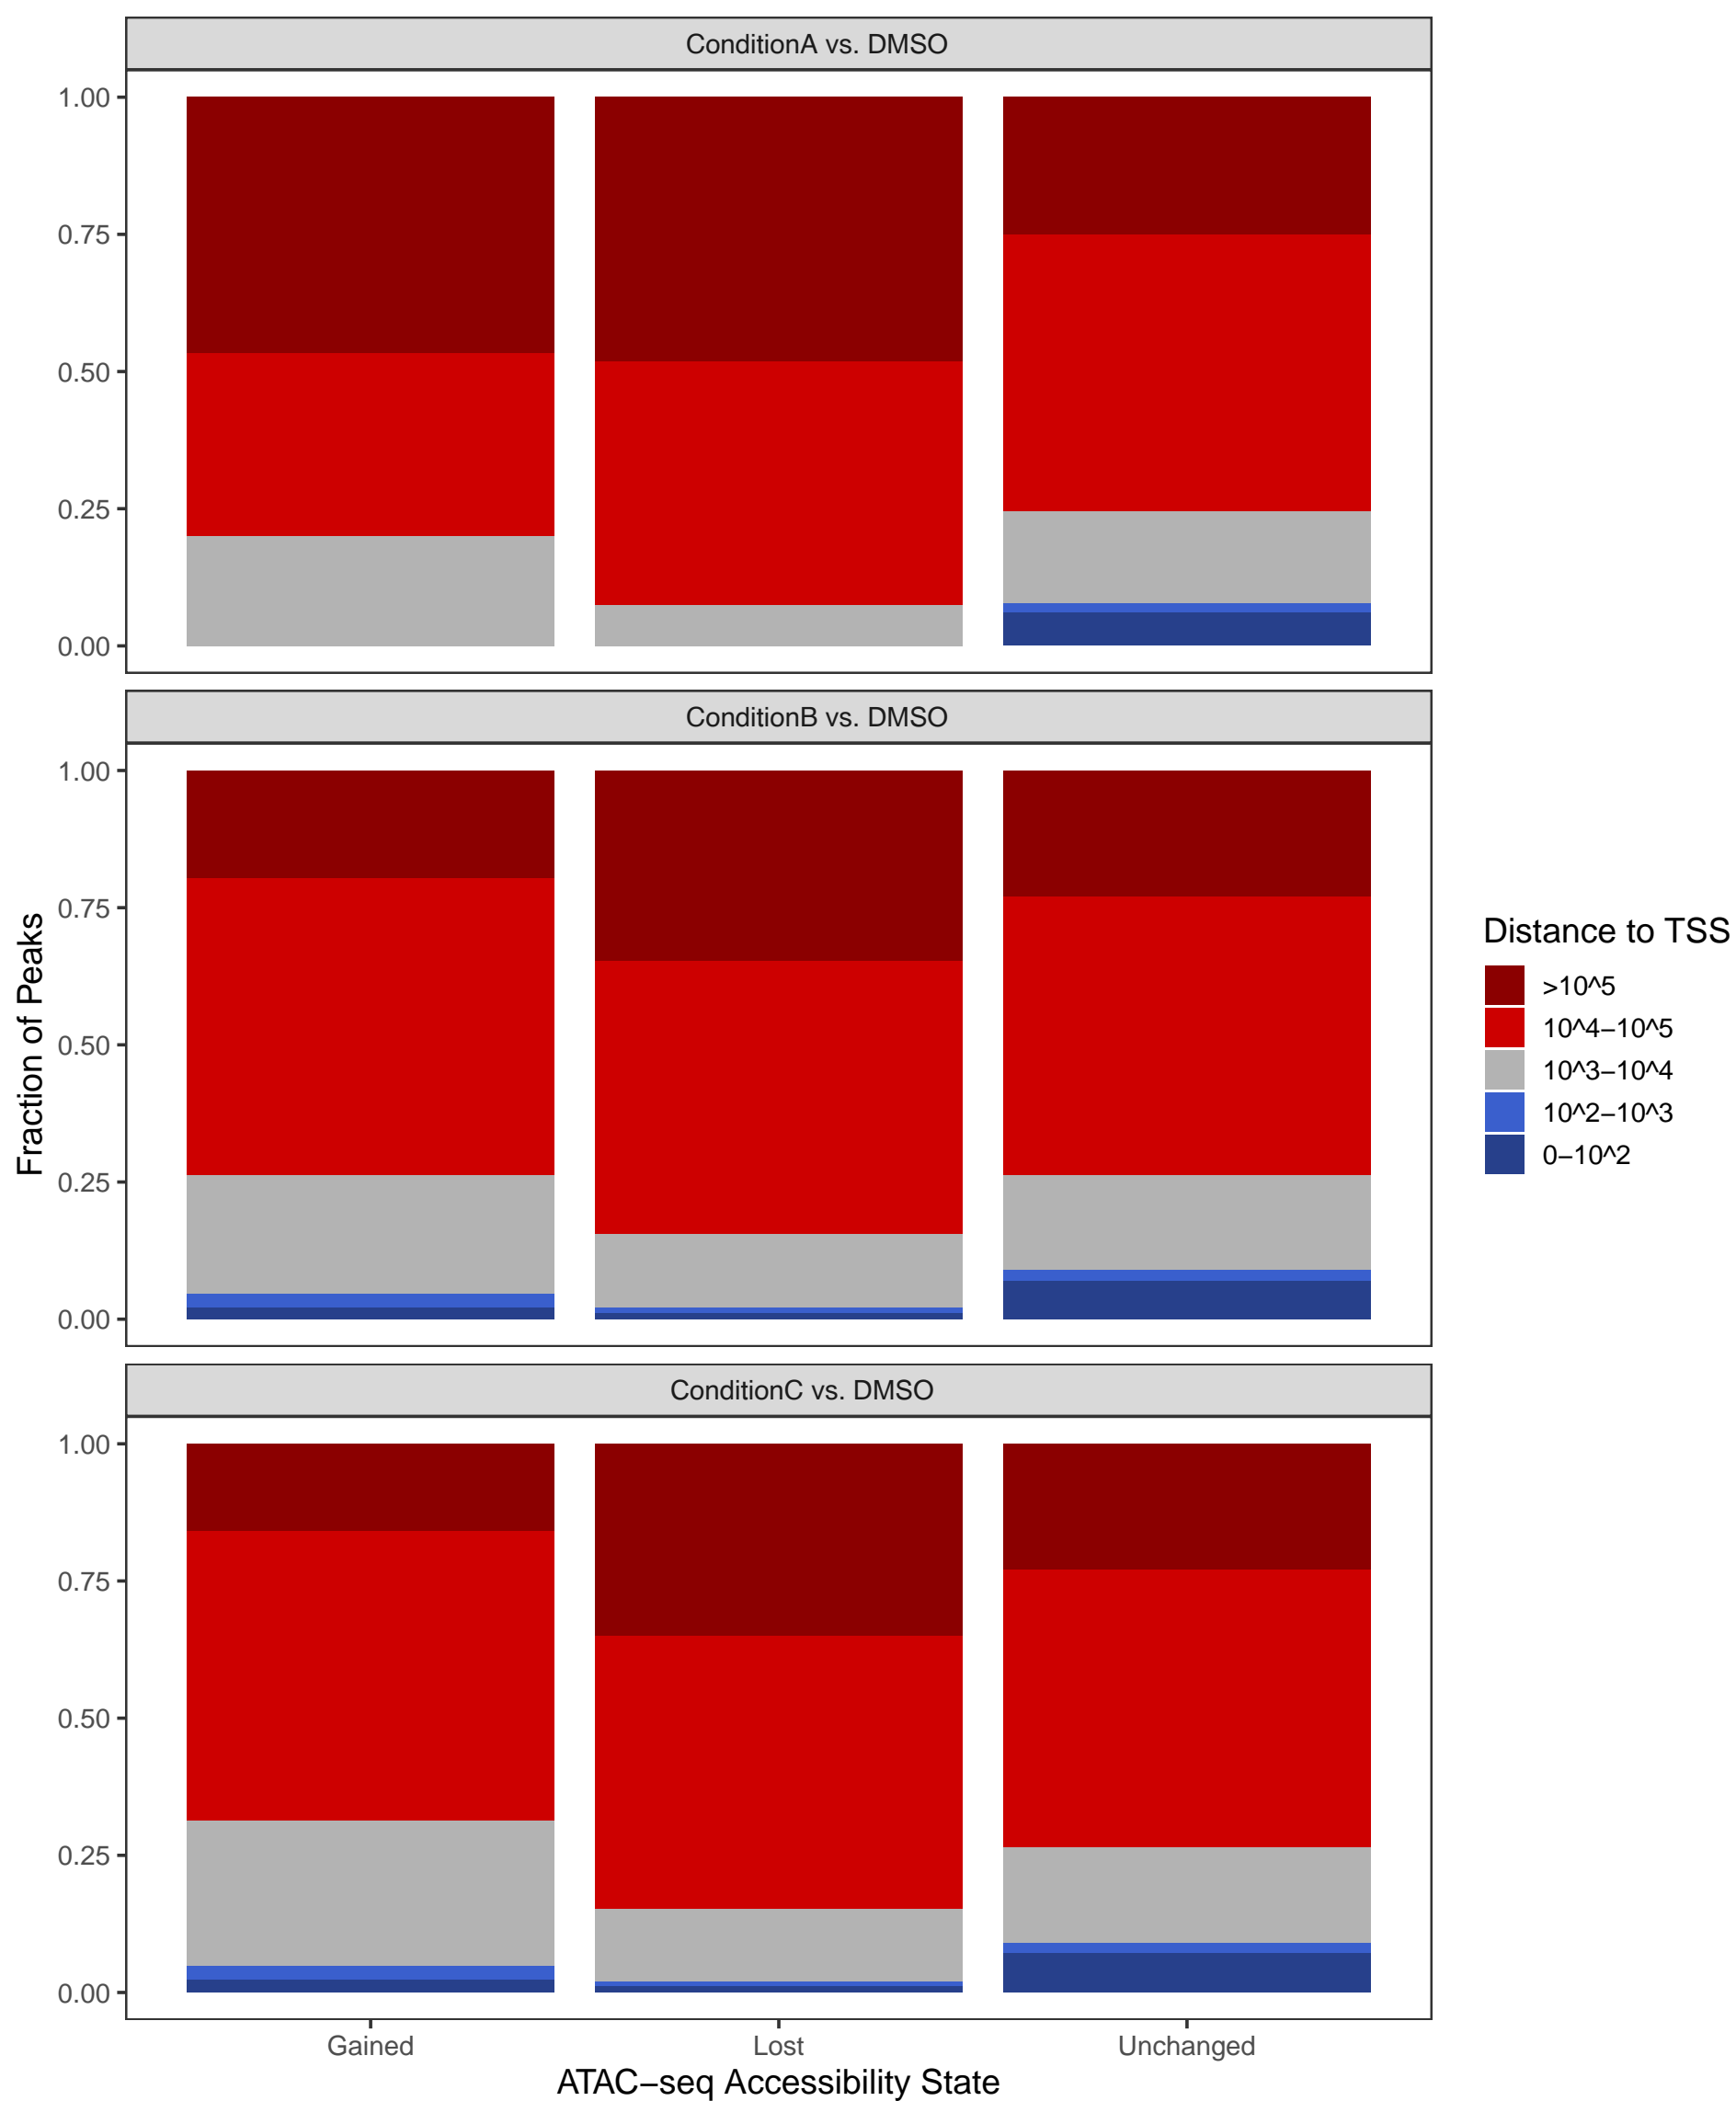 ConditionA vs. DMSO
1.00
0.75
0.50
0.25
0.00
ConditionB vs. DMSO
1.00
0.75
0.50
0.25
0.00
Fraction of Peaks
Distance to TSS
>10^5
10^4−10^5
10^3−10^4
10^2−10^3
0−10^2
ConditionC vs. DMSO
1.00
0.75
0.50
0.25
0.00
Gained Lost Unchanged
ATAC−seq Accessibility State